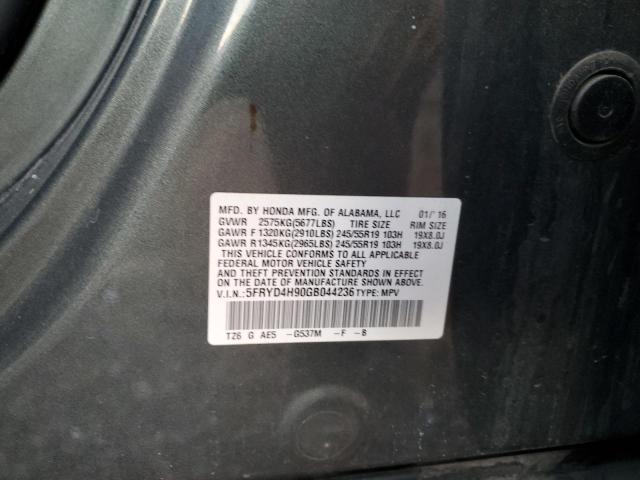 MFD. BY HONDA MFG. OF ALABAMA, LLC 01/'16
GVWR 2575KG(5677LBS) TIRE SIZE RIM SIZE
GAWR F 1320KG(2910LBS) 245/55R19 103H 19X8.0J
GAWR R1345KG(2965LBS) 245/55R19 103H 19X8.0J
THIS VEHICLE CONFORMS TO ALL APPLICABLE
FEDERAL MOTOR VEHICLE SAFETY
AND THEFT PREVENTION STANDARDS IN EFFECT
ON THE DATE OF MANUFACTURE SHOWN ABOVE.
V.I.N.:5FRYD4H90GB044236 TYPE: MPV
T26 G AE5 -G537M -F -B